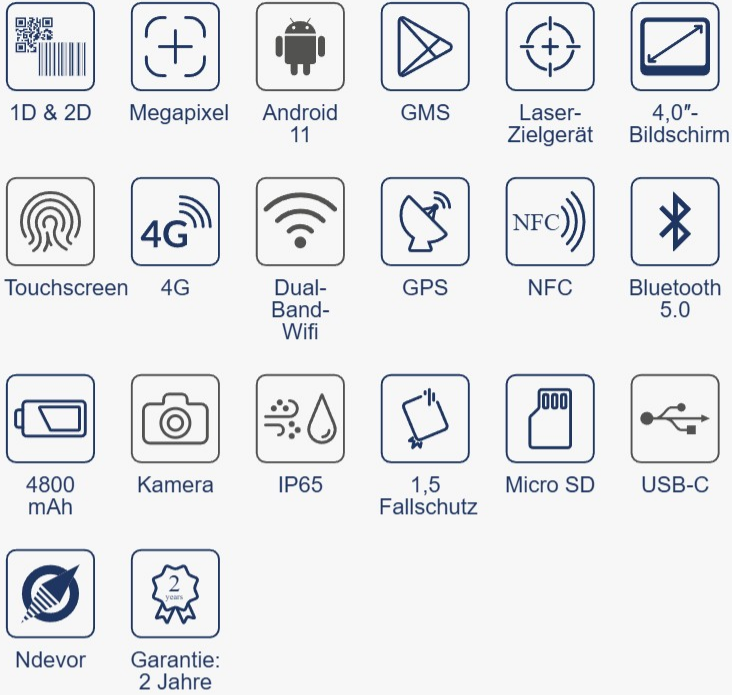 1D & 2D
Megapixel
Android
11
GMS
Laser-
Zielgerät
4,0″-
Bildschirm
Touchscreen
4G
4G
Dual-
Band-
Wifi
GPS
NFC
NFC
Bluetooth
5.0
4800
mAh
Kamera
IP65
1,5
Fallschutz
Micro SD
USB-C
Ndevor
2
years
Garantie:
2 Jahre